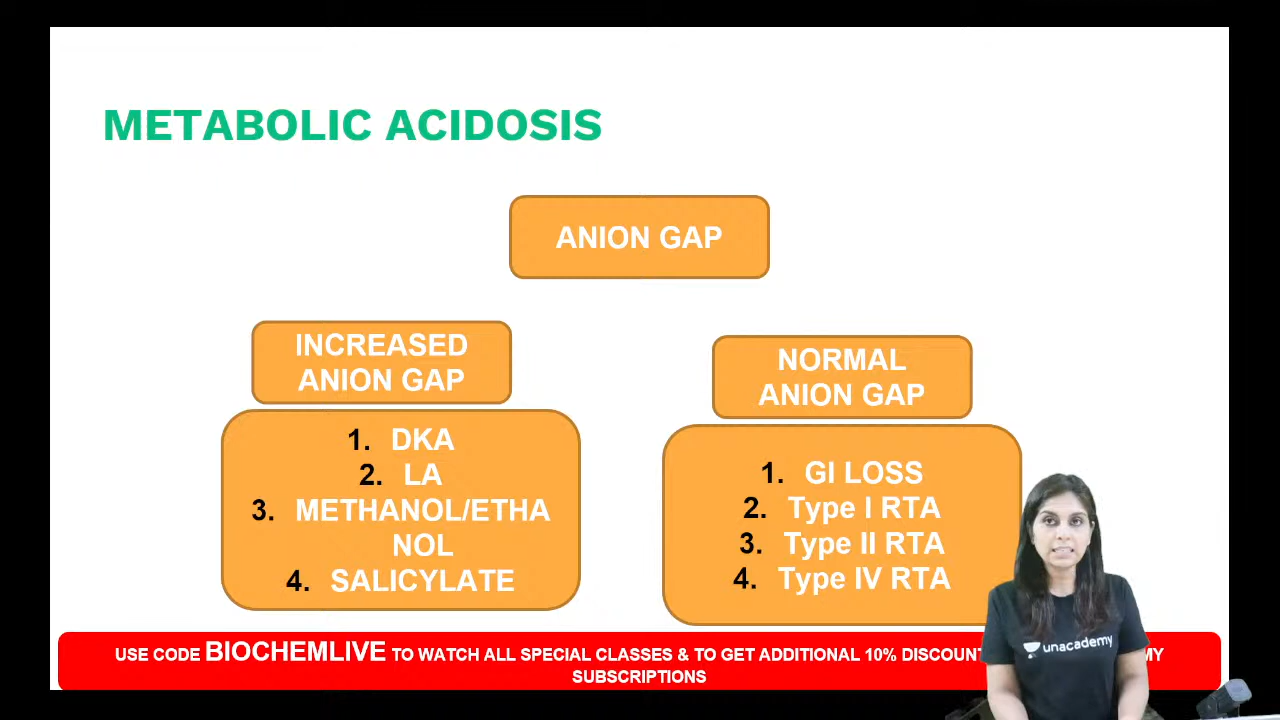 METABOLIC ACIDOSIS
ANION GAP
INCREASED
ANION GAP
1. DKA
2. LA
3. METHANOL/ETHA
NOL
4. SALICYLATE
NORMAL
ANION GAP
1. GI LOSS
2. Type I RTA
3. Type II RTA
4. Type IV RTA
unacademy
USE CODE BIOCHEMLIVE TO WATCH ALL SPECIAL CLASSES & TO GET ADDITIONAL 10% DISCOUNT MY
SUBSCRIPTIONS